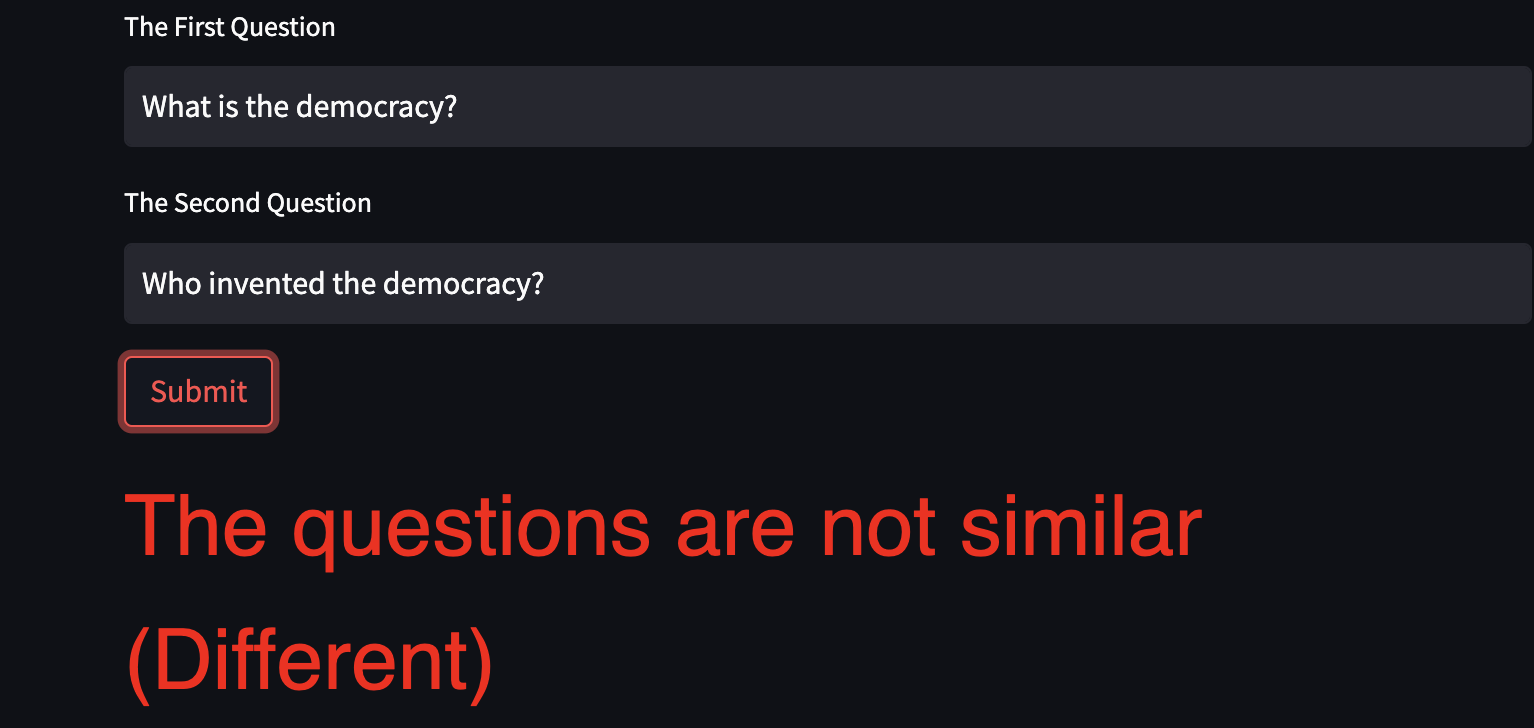 The First Question
What is the democracy?
The Second Question
Who invented the democracy?
Submit
The questions are not similar
(Different)